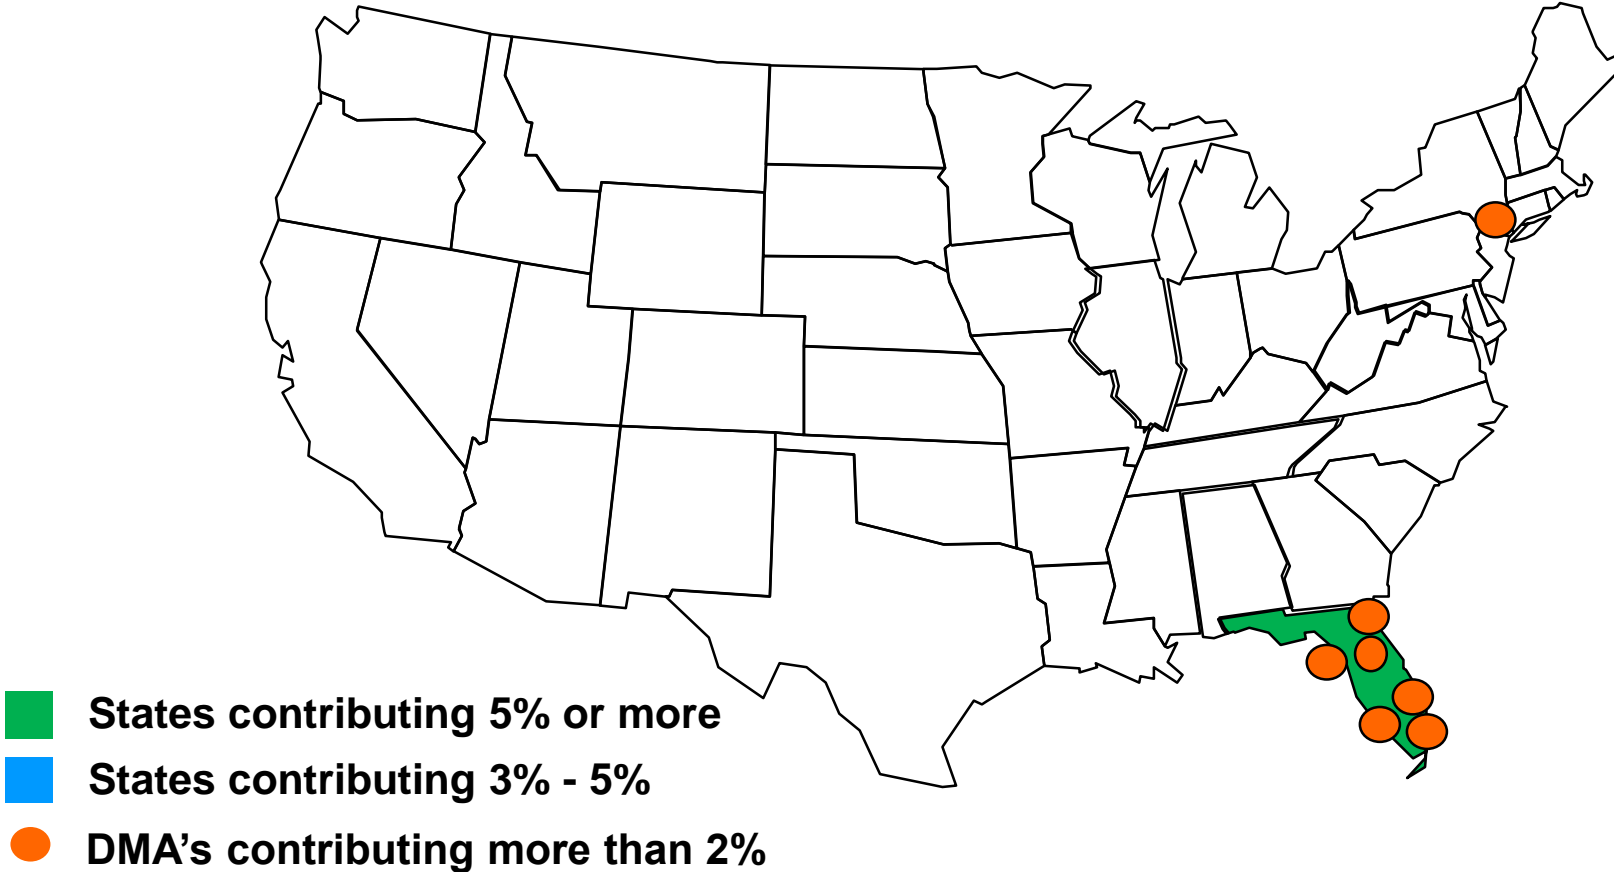 States contributing 5% or more
States contributing 3% - 5%
DMA’s contributing more than 2%